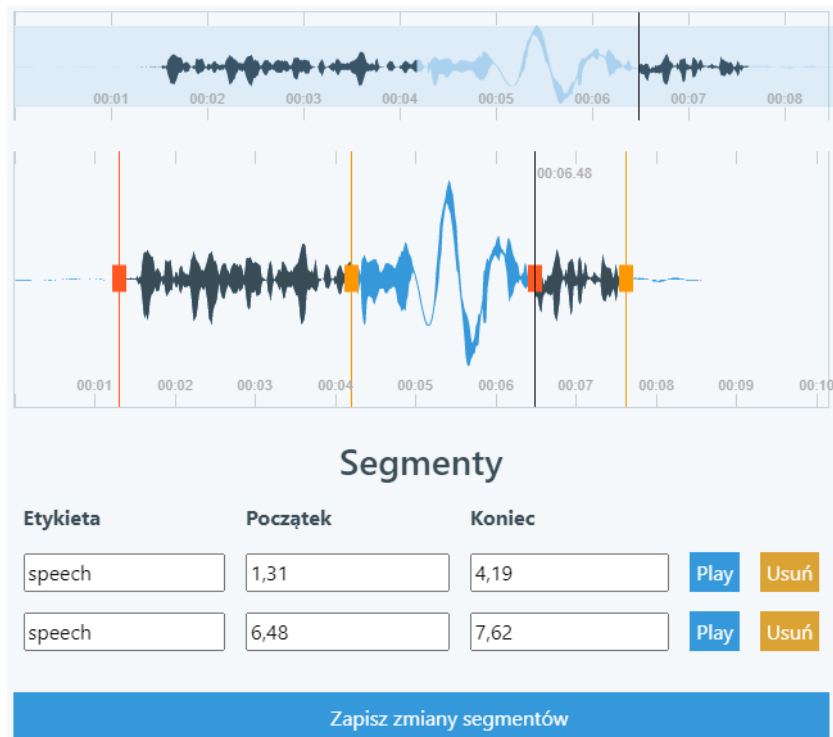 00:01 00:02 00:03 00:04 00:05 00:06 00:07 00:08
00:06.48
00:01 00:02 00:03 00:04 00:05 00:06 00:07 00:08 00:09 00:10
Segmenty
Etykieta Początek Koniec
speech 1,31 4,19 Play Usuń
speech 6,48 7,62 Play Usuń
Zapisz zmiany segmentów